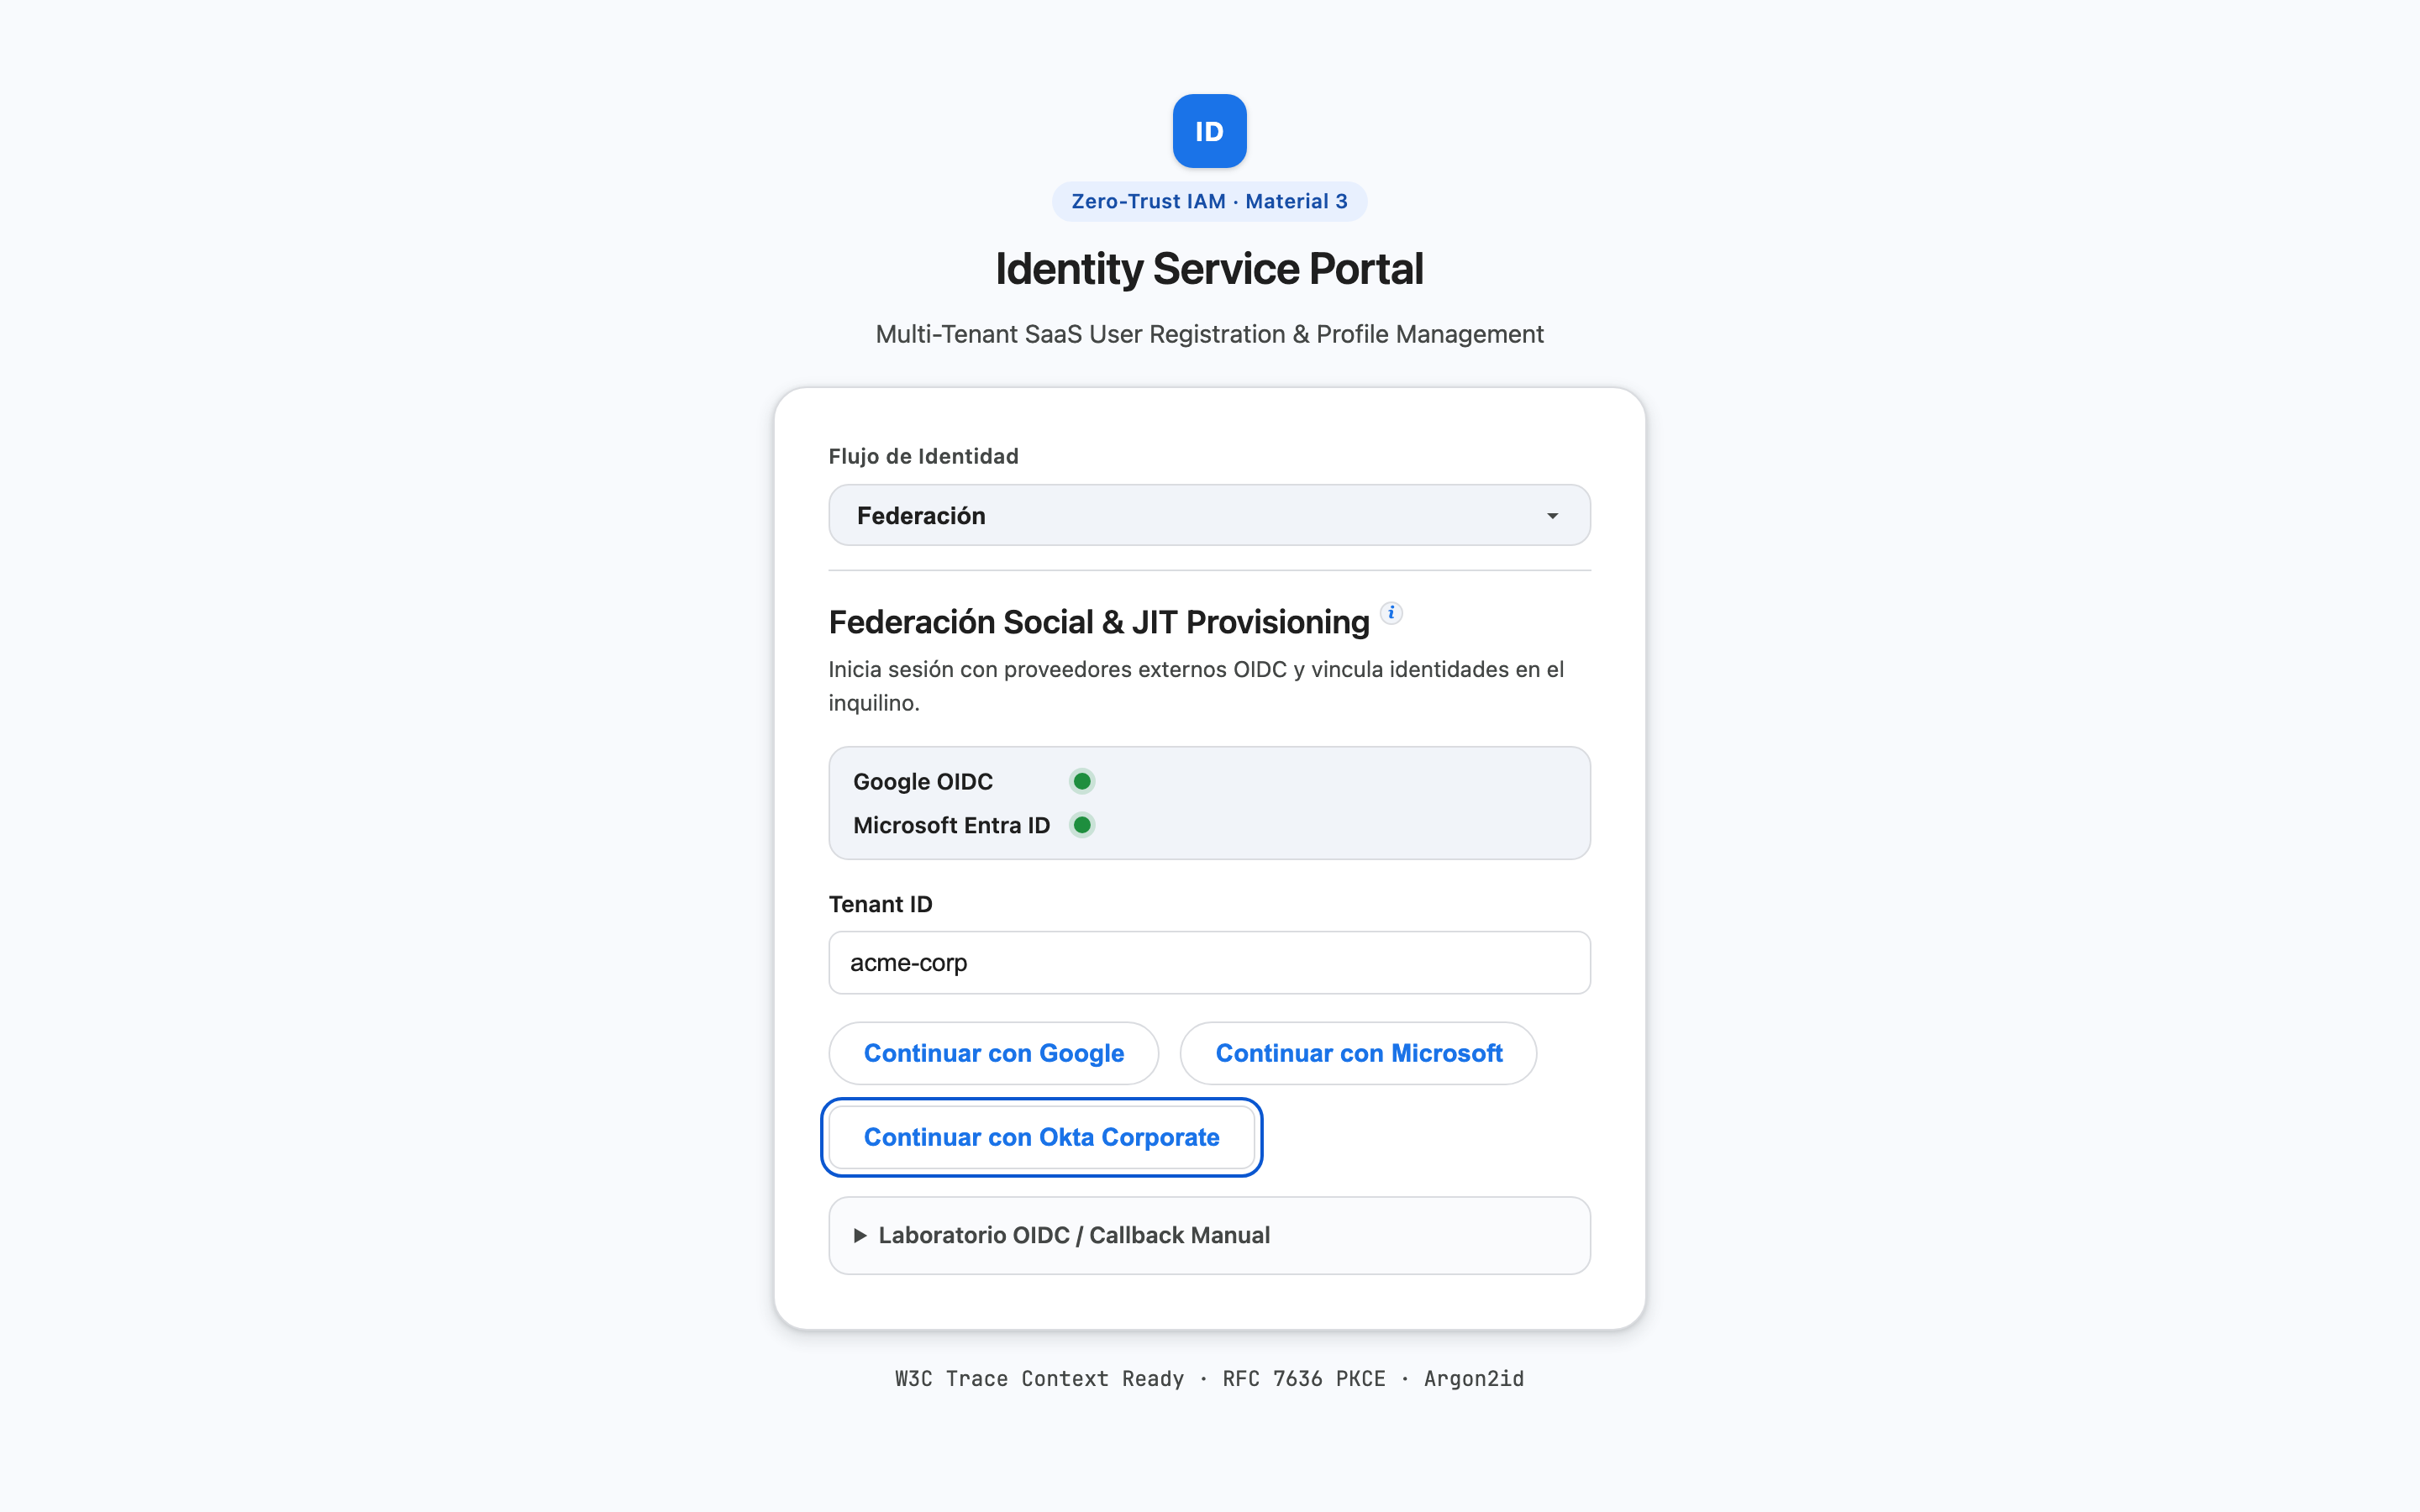 ID
Zero-Trust IAM · Material 3
Identity Service Portal
Multi-Tenant SaaS User Registration & Profile Management
Flujo de Identidad
Federación
Federación Social & JIT Provisioning i
Inicia sesión con proveedores externos OIDC y vincula identidades en el
inquilino.
Google OIDC
Microsoft Entra ID
Tenant ID
acme-corp
Continuar con Google
Continuar con Microsoft
Continuar con Okta Corporate
Laboratorio OIDC / Callback Manual
W3C Trace Context Ready · RFC 7636 PKCE · Argon2id